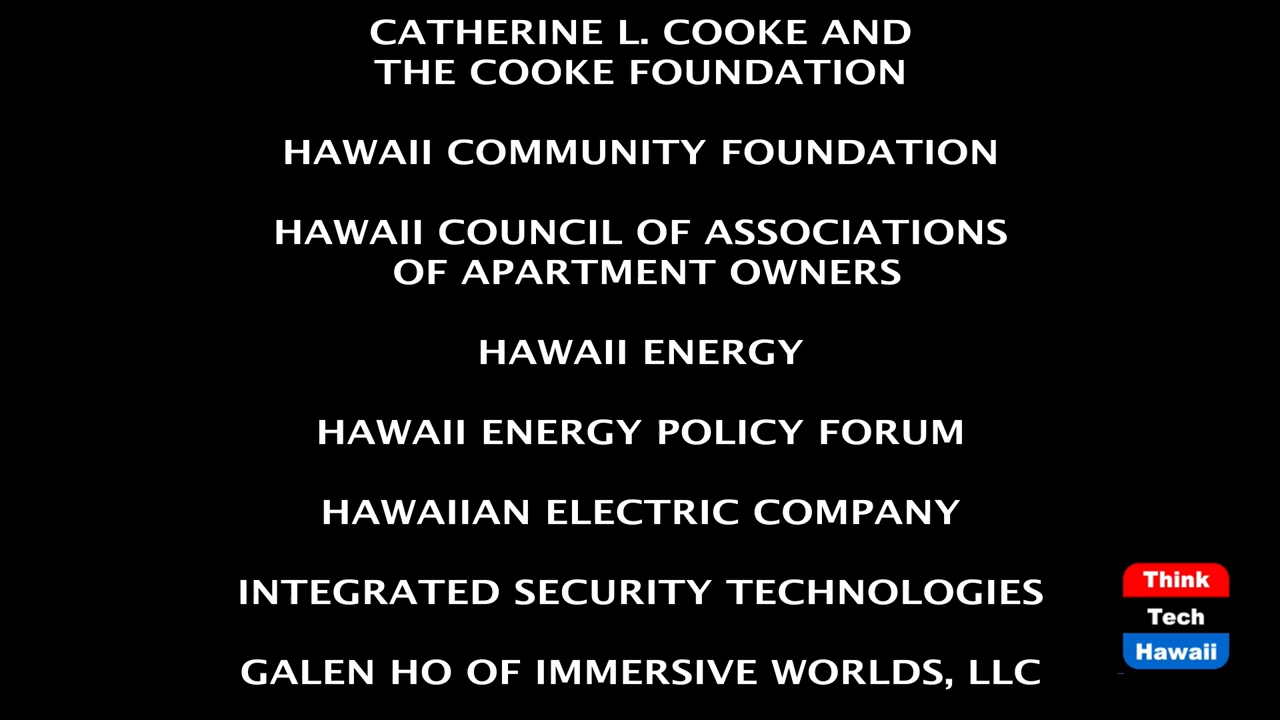 CATHERINE L. COOKE AND
THE COOKE FOUNDATION
HAWAII COMMUNITY FOUNDATION
HAWAII COUNCIL OF ASSOCIATIONS
OF APARTMENT OWNERS
HAWAII ENERGY
HAWAII ENERGY POLICY FORUM
HAWAIIAN ELECTRIC COMPANY
INTEGRATED SECURITY TECHNOLOGIES
GALEN HO OF IMMERSIVE WORLDS, LLC
Think
Tech
Hawaii